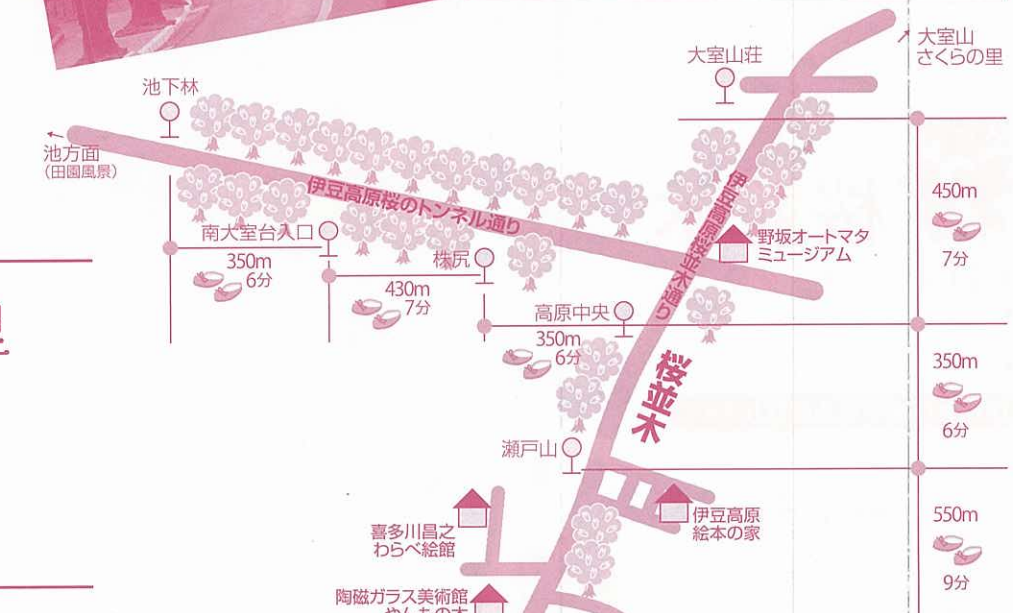 大室山荘
↗大室山
さくらの里
池下林
←
池方面
(田園風景)
伊豆高原桜のトンネル通り
伊豆高原桜並木通り
野坂オートマタ
ミュージアム
450m
7分
南大室台入口
350m
6分
株尻
430m
7分
高原中央
350m
6分
桜並木
350m
6分
瀬戸山
伊豆高原
絵本の家
喜多川昌之
わらべ絵館
550m
9分
陶磁ガラス美術館